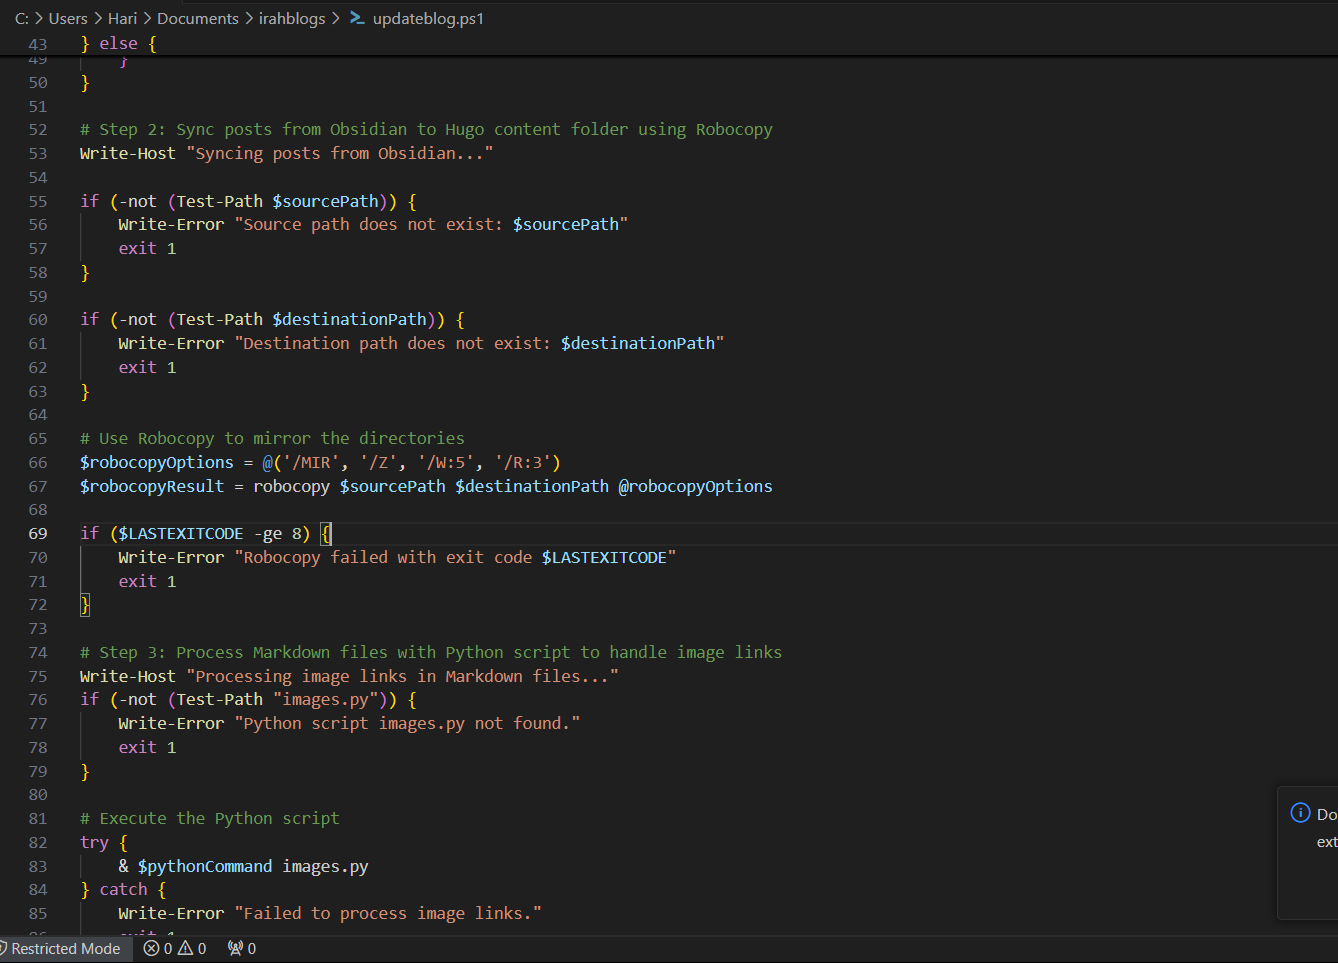 C: > Users > Hari > Documents > irahblogs > updateblog.ps1
43 } else {
49 }
50 }
51
52 # Step 2: Sync posts from Obsidian to Hugo content folder using Robocopy
53 Write-Host "Syncing posts from Obsidian..."
54
55 if (-not (Test-Path $sourcePath)) {
56 Write-Error "Source path does not exist: $sourcePath"
57 exit 1
58 }
59
60 if (-not (Test-Path $destinationPath)) {
61 Write-Error "Destination path does not exist: $destinationPath"
62 exit 1
63 }
64
65 # Use Robocopy to mirror the directories
66 $robocopyOptions = @('/MIR', '/Z', '/W:5', '/R:3')
67 $robocopyResult = robocopy $sourcePath $destinationPath @robocopyOptions
68
69 if ($LASTEXITCODE -ge 8) {
70 Write-Error "Robocopy failed with exit code $LASTEXITCODE"
71 exit 1
72 }
73
74 # Step 3: Process Markdown files with Python script to handle image links
75 Write-Host "Processing image links in Markdown files..."
76 if (-not (Test-Path "images.py")) {
77 Write-Error "Python script images.py not found."
78 exit 1
79 }
80
81 # Execute the Python script
82 try {
83 & $pythonCommand images.py
84 } catch {
85 Write-Error "Failed to process image links."
Do
ext
Restricted Mode 0 0 0